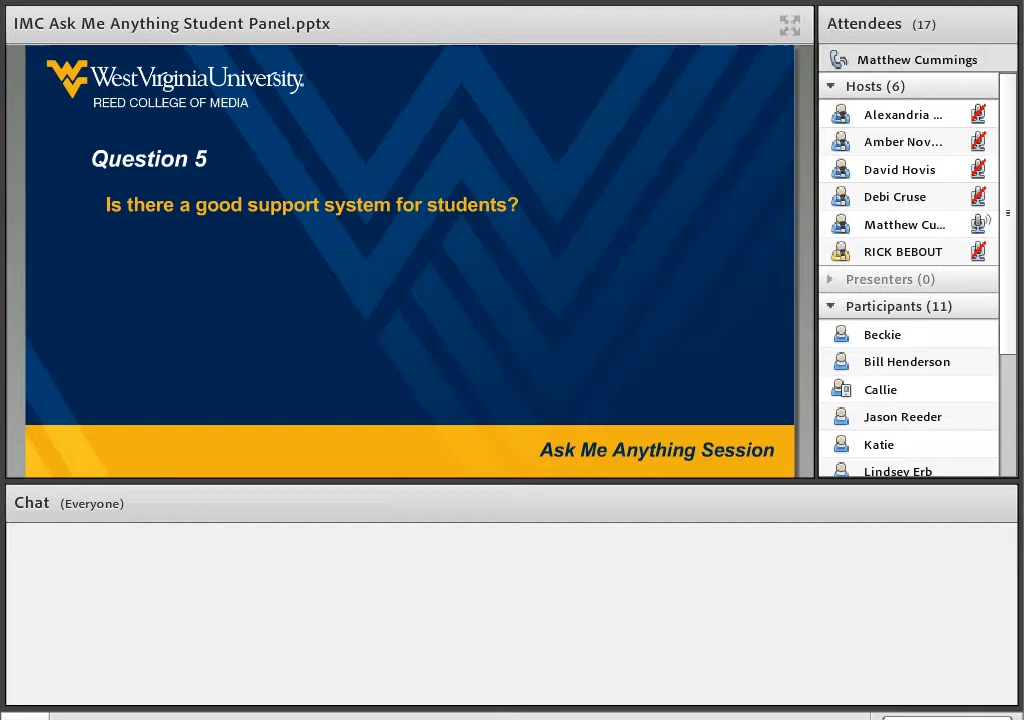 IMC Ask Me Anything Student Panel.pptx
WestVirginiaUniversity.
REED COLLEGE OF MEDIA
Question 5
Is there a good support system for students?
Ask Me Anything Session
Attendees (17)
Matthew Cummings
Hosts (6)
Alexandria ...
Amber Nov...
David Hovis
Debi Cruse
Matthew Cu...
RICK BEBOUT
Presenters (0)
Participants (11)
Beckie
Bill Henderson
Callie
Jason Reeder
Katie
Lindsey Erb
Chat (Everyone)